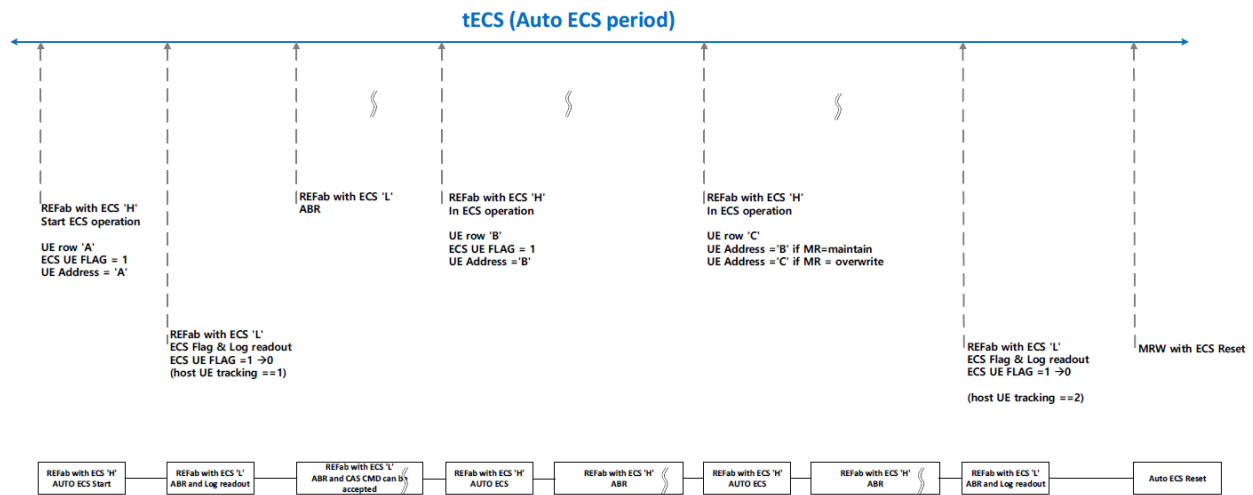 tECS (Auto ECS period)
REFab with ECS 'H'
Start ECS operation
UE row 'A'
ECS UE FLAG = 1
UE Address = 'A'
REFab with ECS 'L'
ECS Flag & Log readout
ECS UE FLAG =1 →0
(host UE tracking ==1)
REFab with ECS 'L'
ABR
REFab with ECS 'H'
In ECS operation
UE row 'B'
ECS UE FLAG = 1
UE Address ='B'
REFab with ECS 'H'
In ECS operation
UE row 'C'
UE Address ='B' if MR=maintain
UE Address ='C' if MR = overwrite
REFab with ECS 'L'
ECS Flag & Log readout
ECS UE FLAG =1 →0
(host UE tracking ==2)
MRW with ECS Reset
REFab with ECS 'H'
AUTO ECS Start
REFab with ECS 'L'
ABR and Log readout
REFab with ECS 'L'
ABR and CAS CMD can be
accepted
REFab with ECS 'H'
AUTO ECS
REFab with ECS 'H'
ABR
REFab with ECS 'H'
AUTO ECS
REFab with ECS 'H'
ABR
REFab with ECS 'L'
ABR and Log readout
Auto ECS Reset